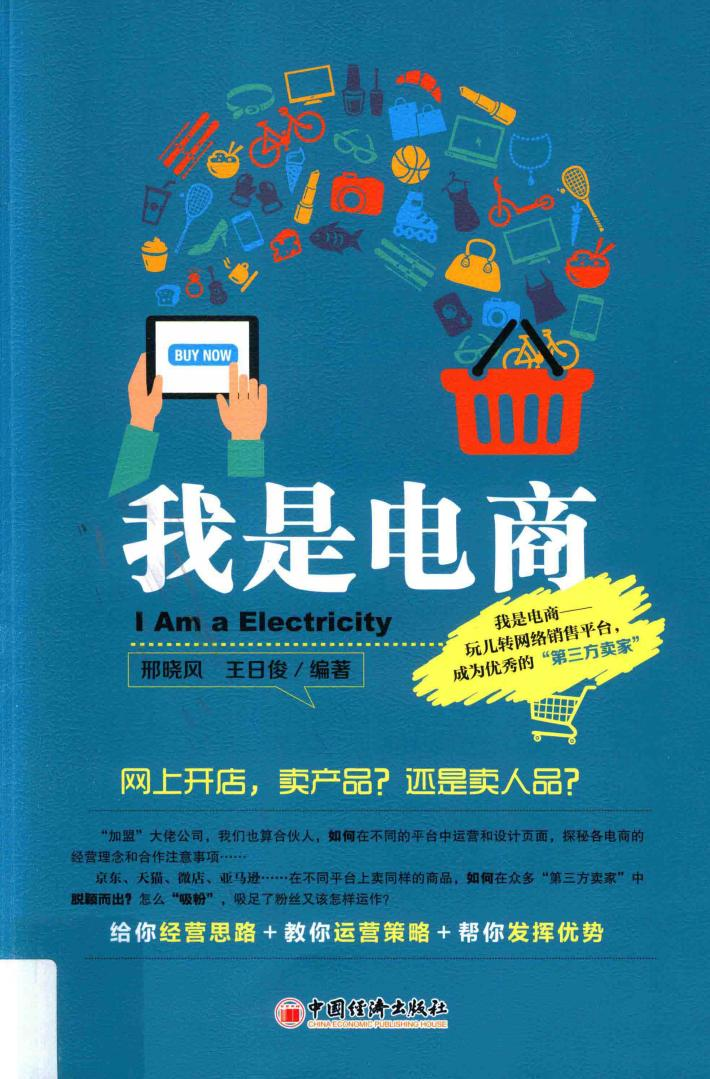 BUY NOW
我是电商
I Am a Electricity
我是电商——
玩儿转网络销售平台，
成为优秀的“第三方卖家”
邢晓风 王日俊/编著
网上开店，卖产品？还是卖人品？
“加盟”大佬公司，我们也算合伙人，如何在不同的平台中运营和设计页面，探秘各电商的
经营理念和合作注意事项……
京东、天猫、微店、亚马逊……在不同平台上卖同样的商品，如何在众多“第三方卖家”中
脱颖而出？怎么“吸粉”，吸足了粉丝又该怎样运作？
给你经营思路+教你运营策略+帮你发挥优势
中国经济出版社
CHINA ECONOMIC PUBLISHING HOUSE